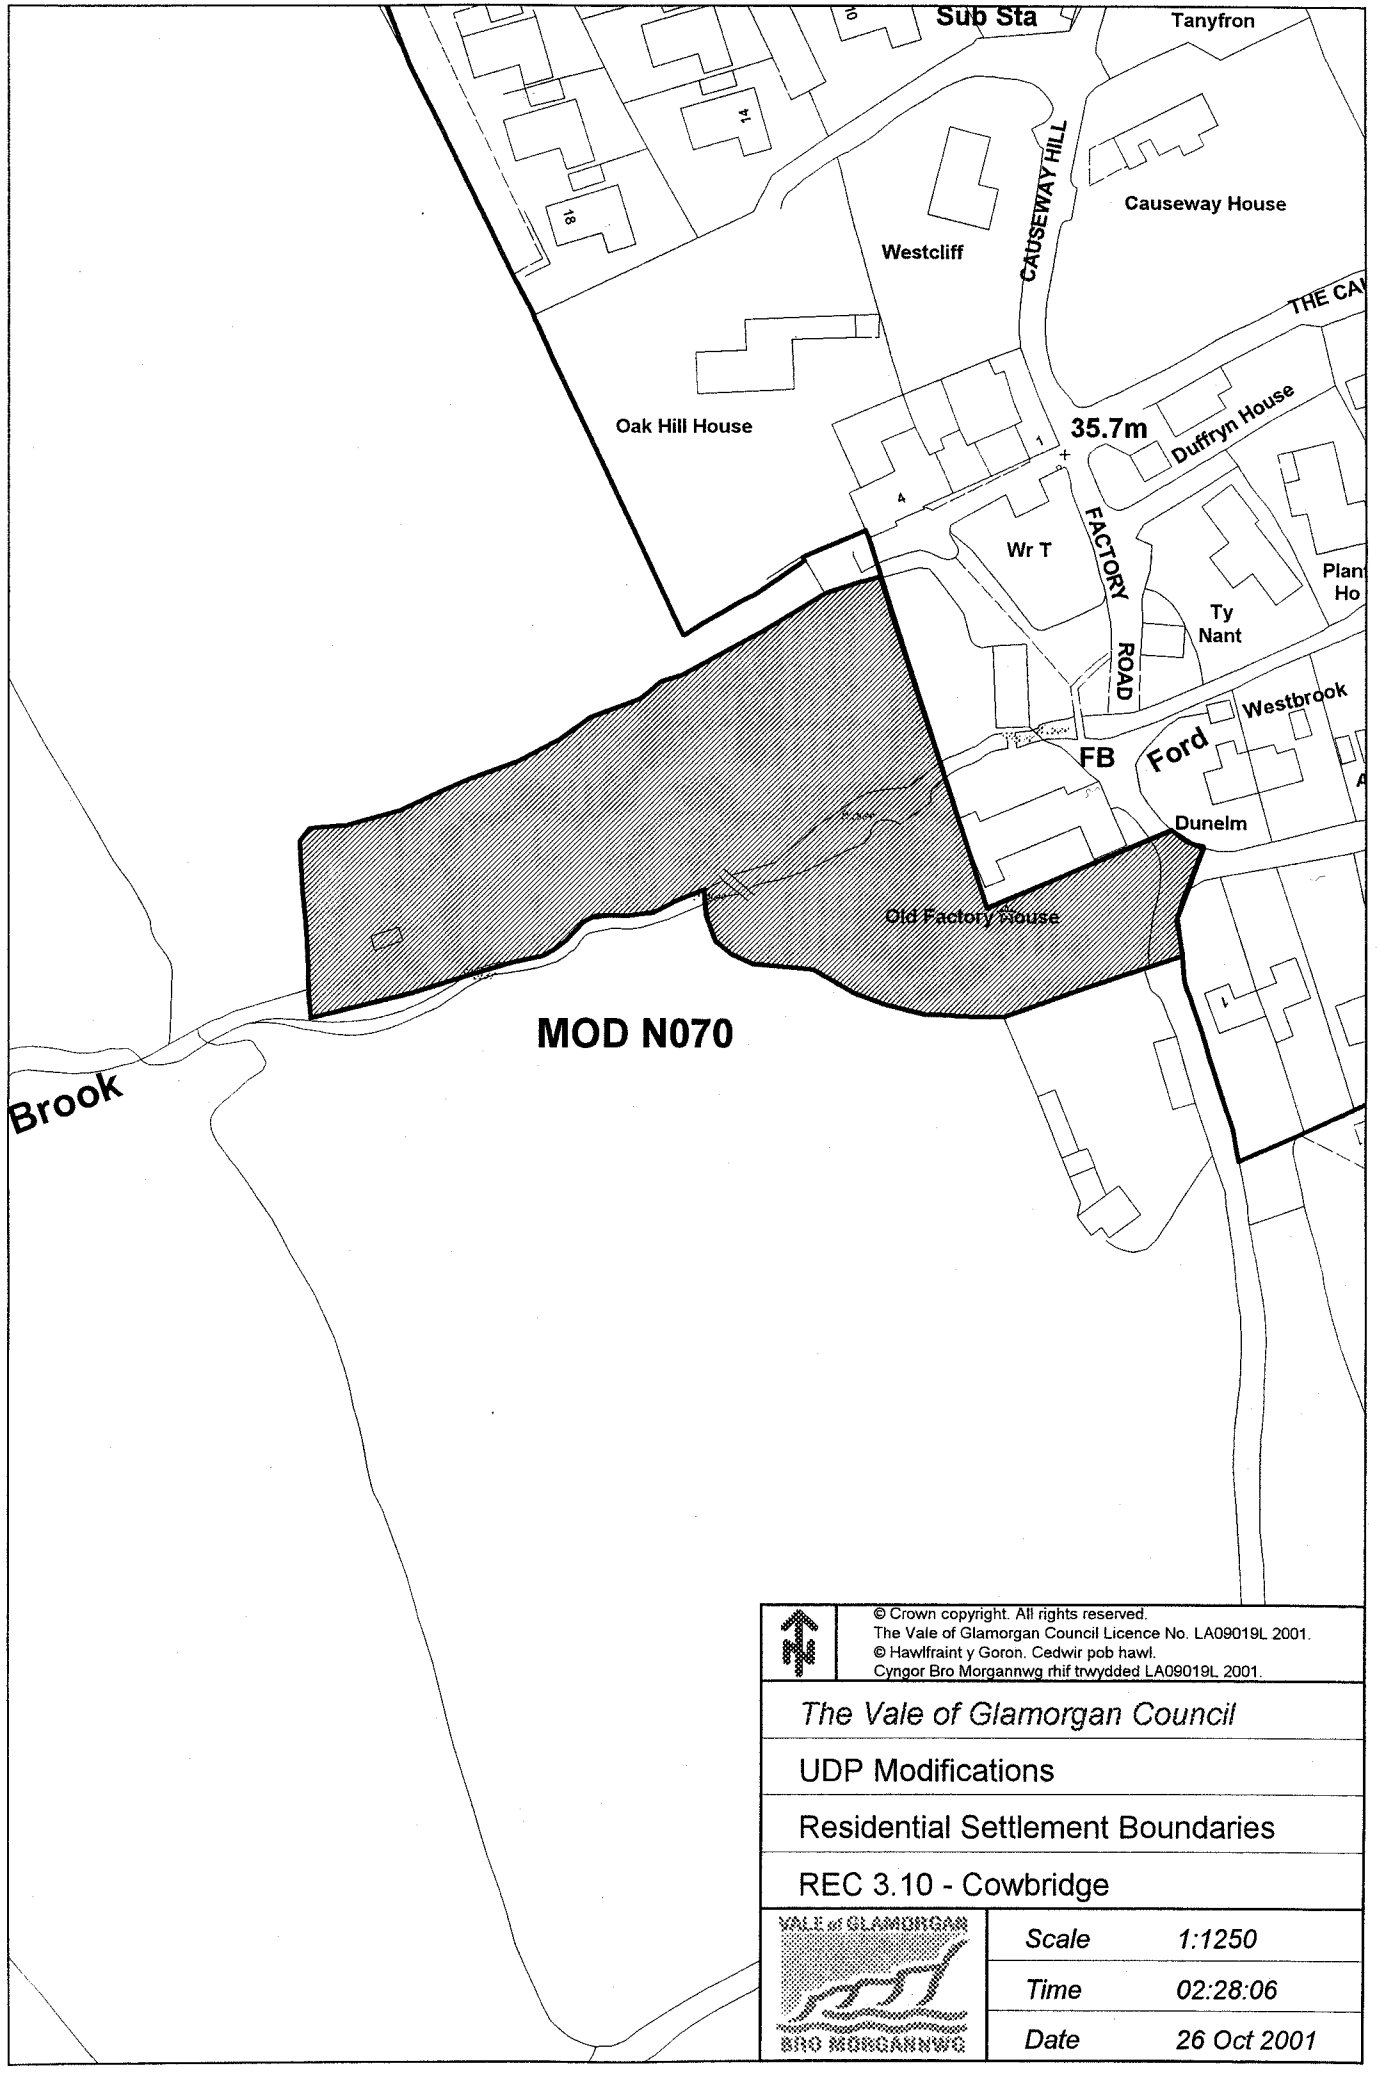 10
Sub Sta
Tanyfron
14
18
CAUSEWAY HILL
Causeway House
Westcliff
THE CAU
Oak Hill House
Duffryn House
35.7m
1
4
Wr T
FACTORY
ROAD
Plant
Ho
Ty
Nant
Westbrook
FB
Ford
A
Dunelm
Old Factory House
1
MOD N070
Brook
N
© Crown copyright. All rights reserved.
The Vale of Glamorgan Council Licence No. LA09019L 2001.
© Hawlfraint y Goron. Cedwir pob hawl.
Cyngor Bro Morgannwg rhif trwydded LA09019L 2001.
The Vale of Glamorgan Council
UDP Modifications
Residential Settlement Boundaries
REC 3.10 - Cowbridge
VALE of GLAMORGAN
BRO MORGANNWG
Scale 1:1250
Time 02:28:06
Date 26 Oct 2001